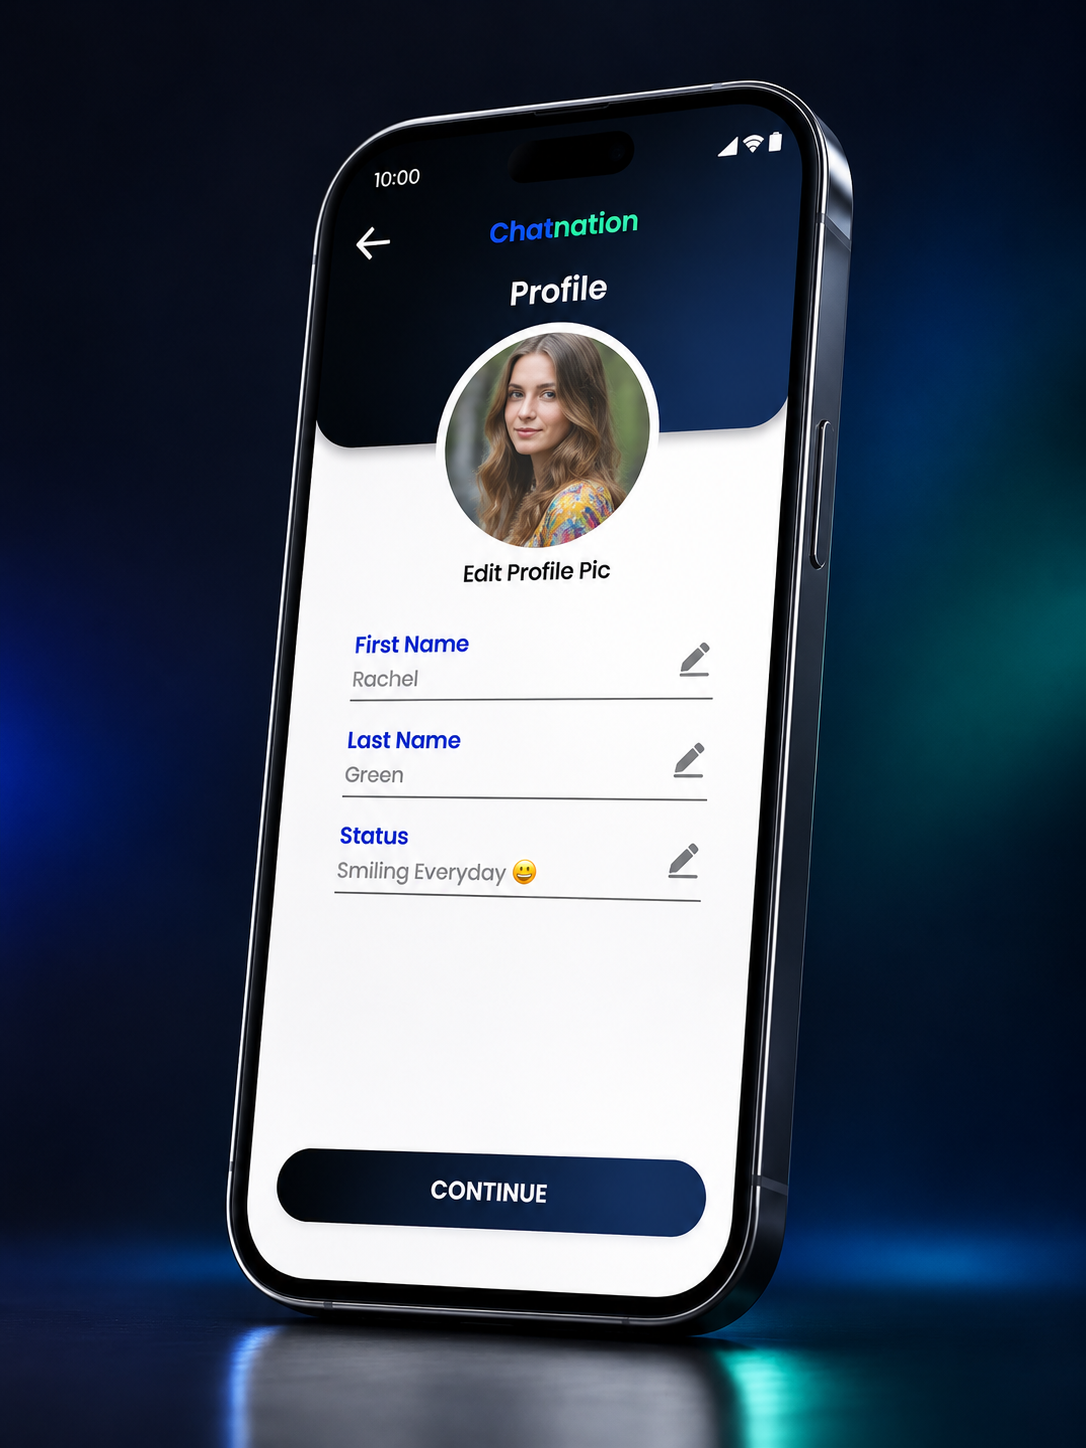 10:00
Chatnation
Profile
Edit Profile Pic
First Name
Rachel
Last Name
Green
Status
Smiling Everyday 😃
CONTINUE